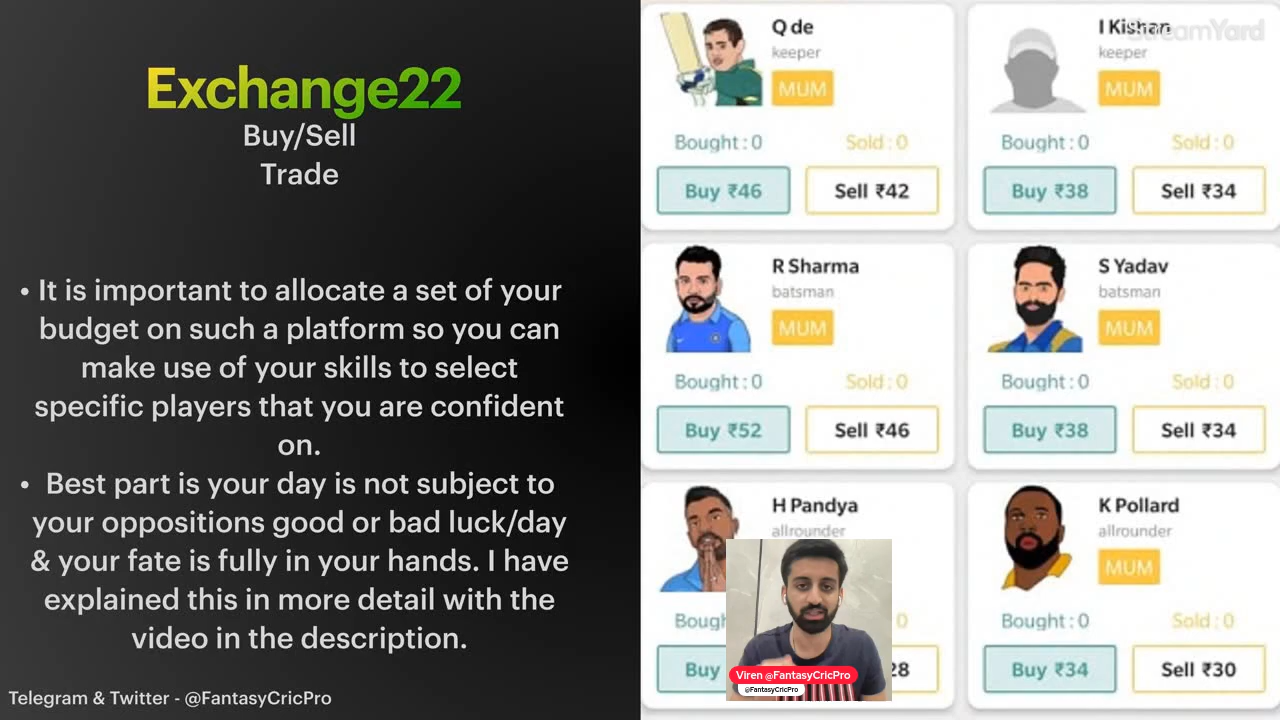 Exchange22
Buy/Sell
Trade
• It is important to allocate a set of your
budget on such a platform so you can
make use of your skills to select
specific players that you are confident
on.
• Best part is your day is not subject to
your oppositions good or bad luck/day
& your fate is fully in your hands. I have
explained this in more detail with the
video in the description.
Telegram & Twitter - @FantasyCricPro
StreamYard
Q de
keeper
MUM
Bought : 0 Sold : 0
Buy ₹46 Sell ₹42
I Kishan
keeper
MUM
Bought : 0 Sold : 0
Buy ₹38 Sell ₹34
R Sharma
batsman
MUM
Bought : 0 Sold : 0
Buy ₹52 Sell ₹46
S Yadav
batsman
MUM
Bought : 0 Sold : 0
Buy ₹38 Sell ₹34
H Pandya
allrounder
Buy
K Pollard
allrounder
MUM
Bought : 0 Sold : 0
Buy ₹34 Sell ₹30
Viren @FantasyCricPro
@FantasyCricPro